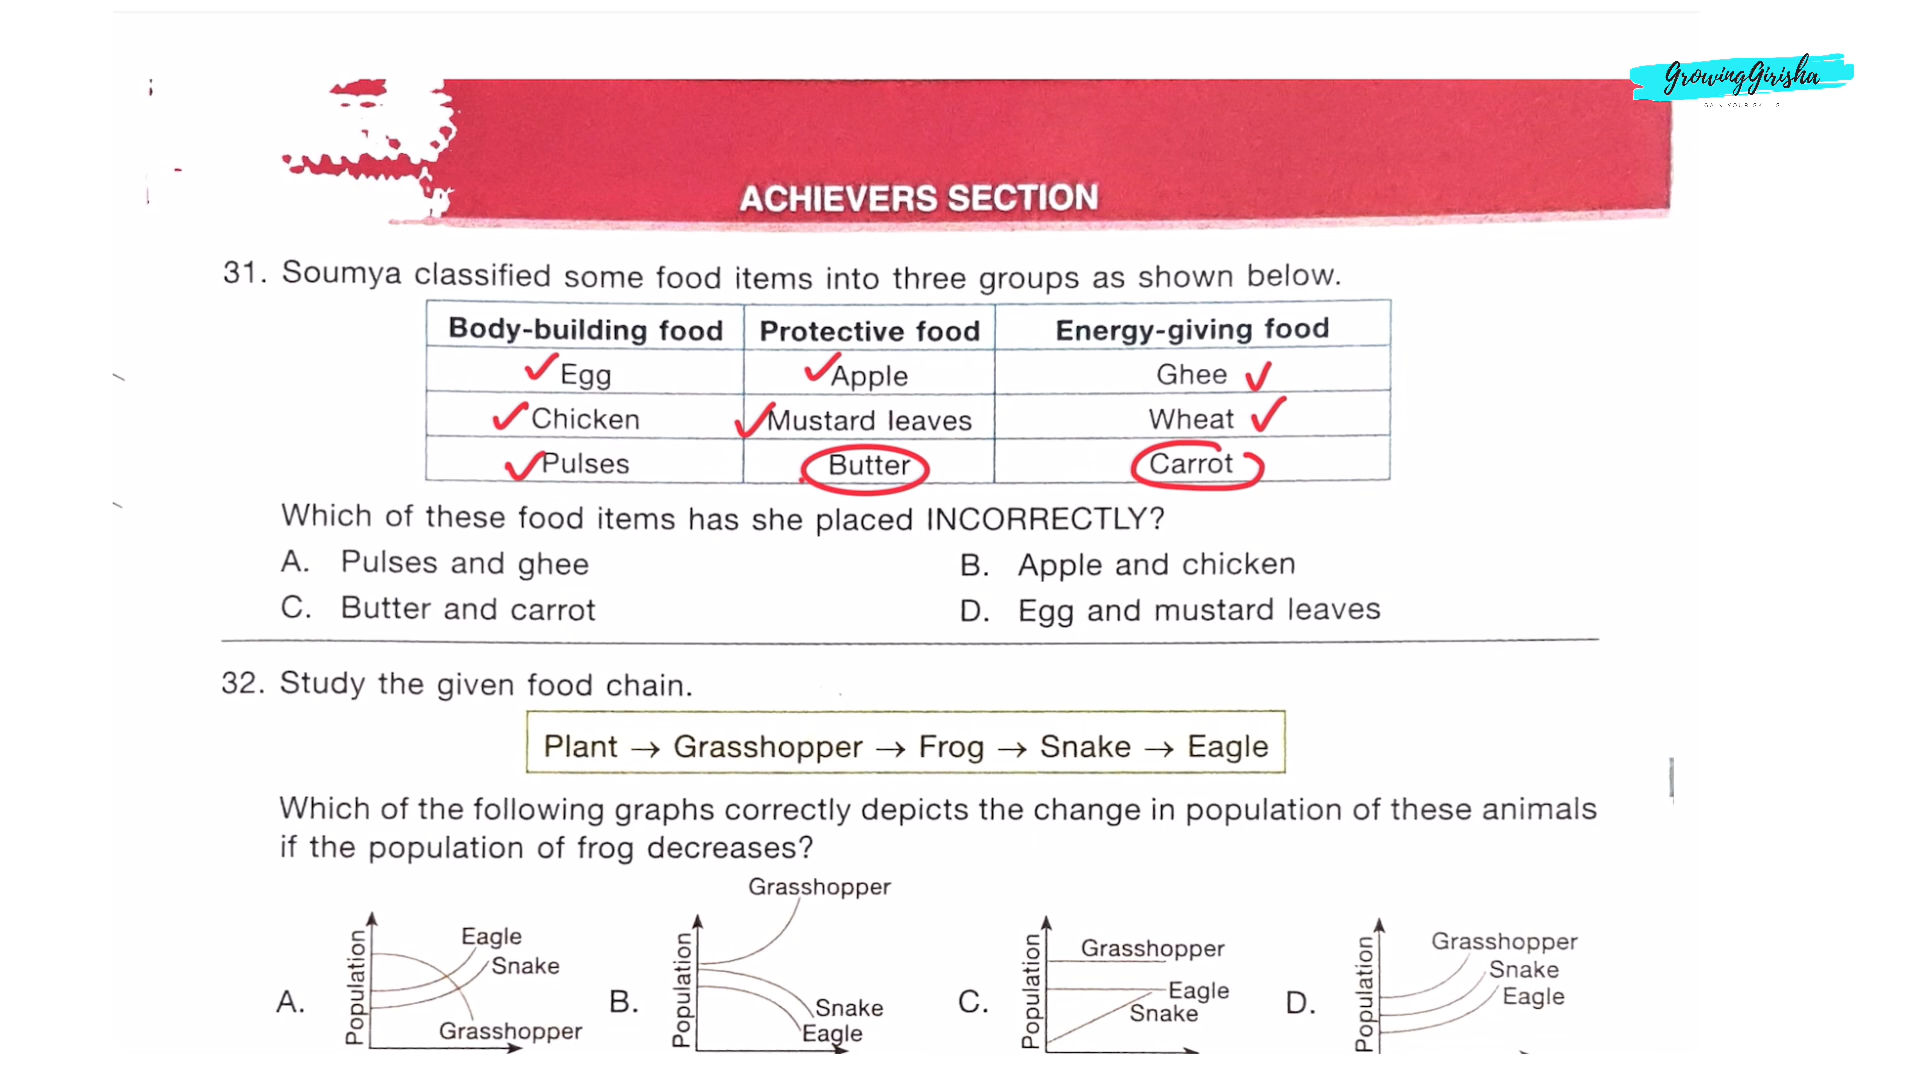 GrowingGirisha
ACHIEVERS SECTION
31. Soumya classified some food items into three groups as shown below.
Body-building food Protective food Energy-giving food
Egg Apple Ghee
Chicken Mustard leaves Wheat
Pulses Butter Carrot
Which of these food items has she placed INCORRECTLY?
A. Pulses and ghee B. Apple and chicken
C. Butter and carrot D. Egg and mustard leaves
32. Study the given food chain.
Plant → Grasshopper → Frog → Snake → Eagle
Which of the following graphs correctly depicts the change in population of these animals
if the population of frog decreases?
A.
Population
Eagle
Snake
Grasshopper
B.
Population
Grasshopper
Snake
Eagle
C.
Population
Grasshopper
Eagle
Snake
D.
Population
Grasshopper
Snake
Eagle